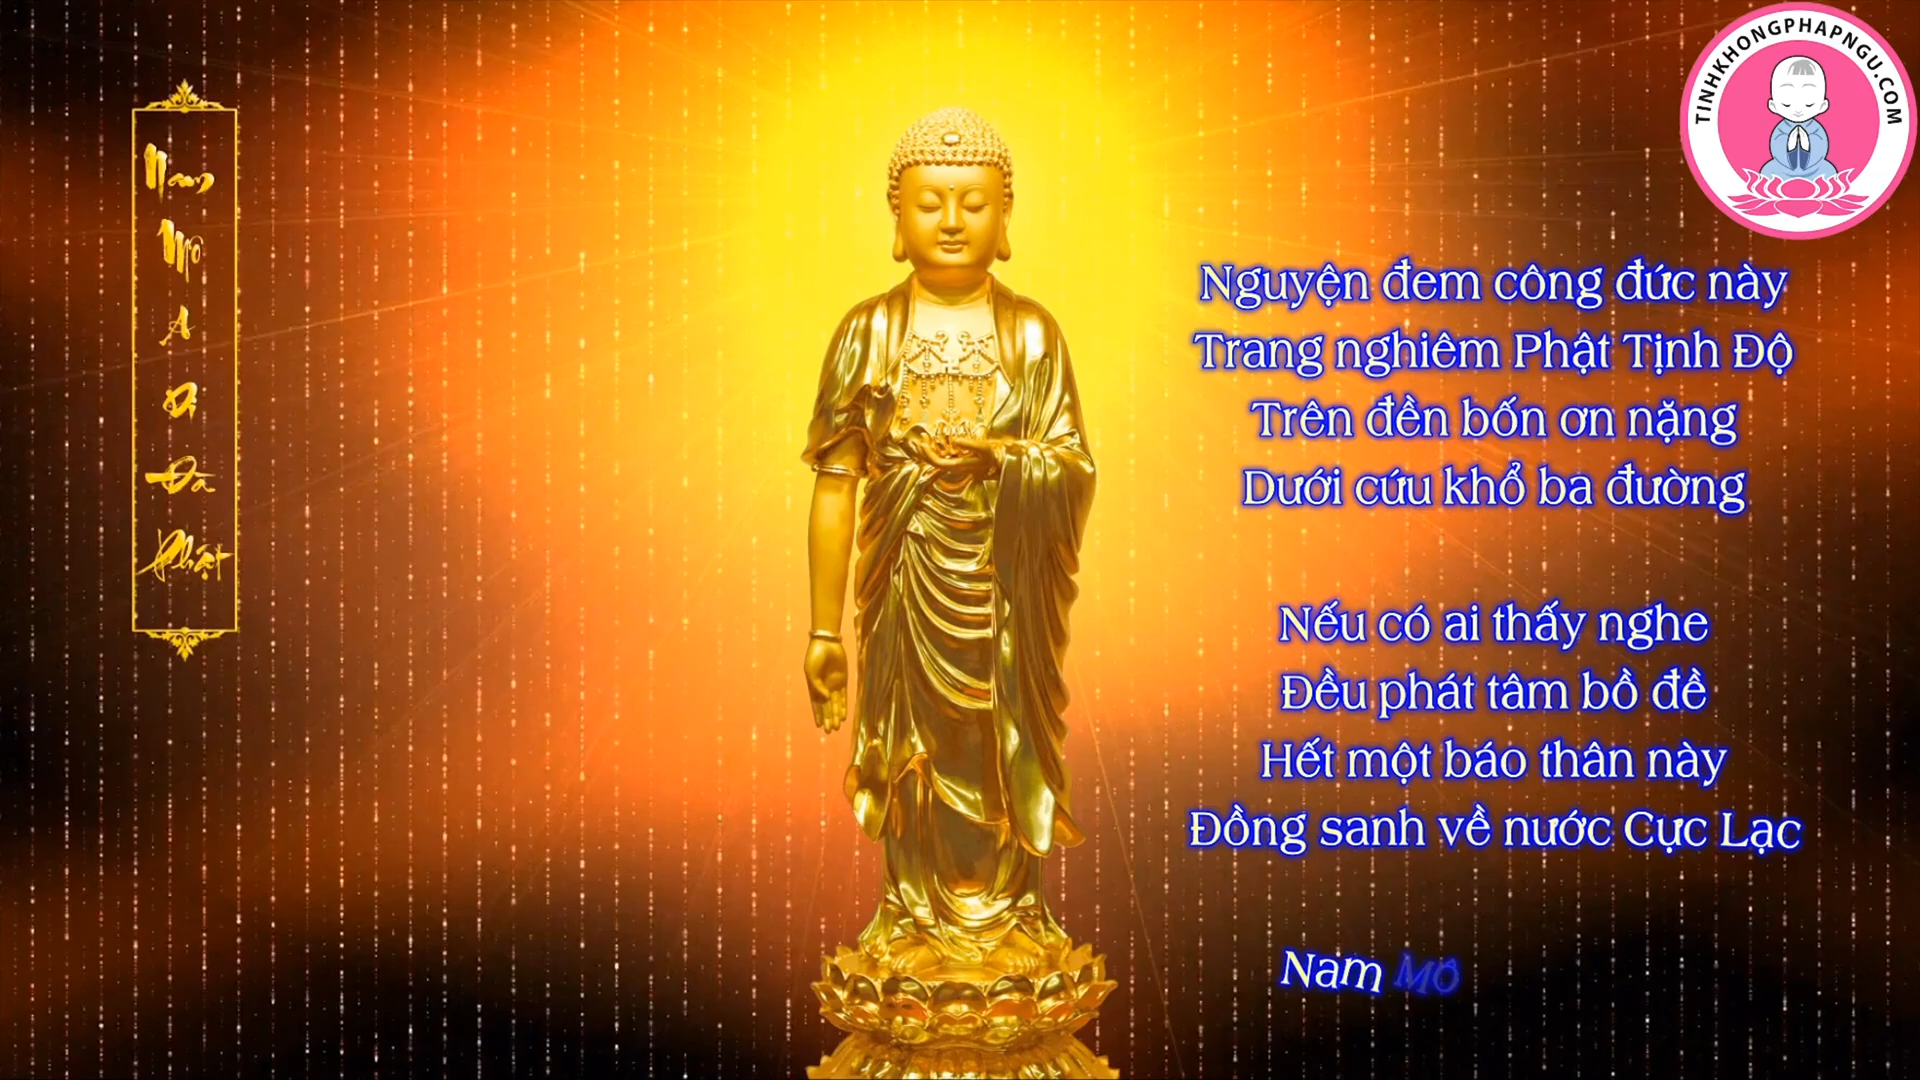 Nam
Mô
A
Di
Đà
Phật
TINHKHONGPHAPNGU.COM
Nguyện đem công đức này
Trang nghiêm Phật Tịnh Độ
Trên đền bốn ơn nặng
Dưới cứu khổ ba đường
Nếu có ai thấy nghe
Đều phát tâm bồ đề
Hết một báo thân này
Đồng sanh về nước Cực Lạc
Nam Mô